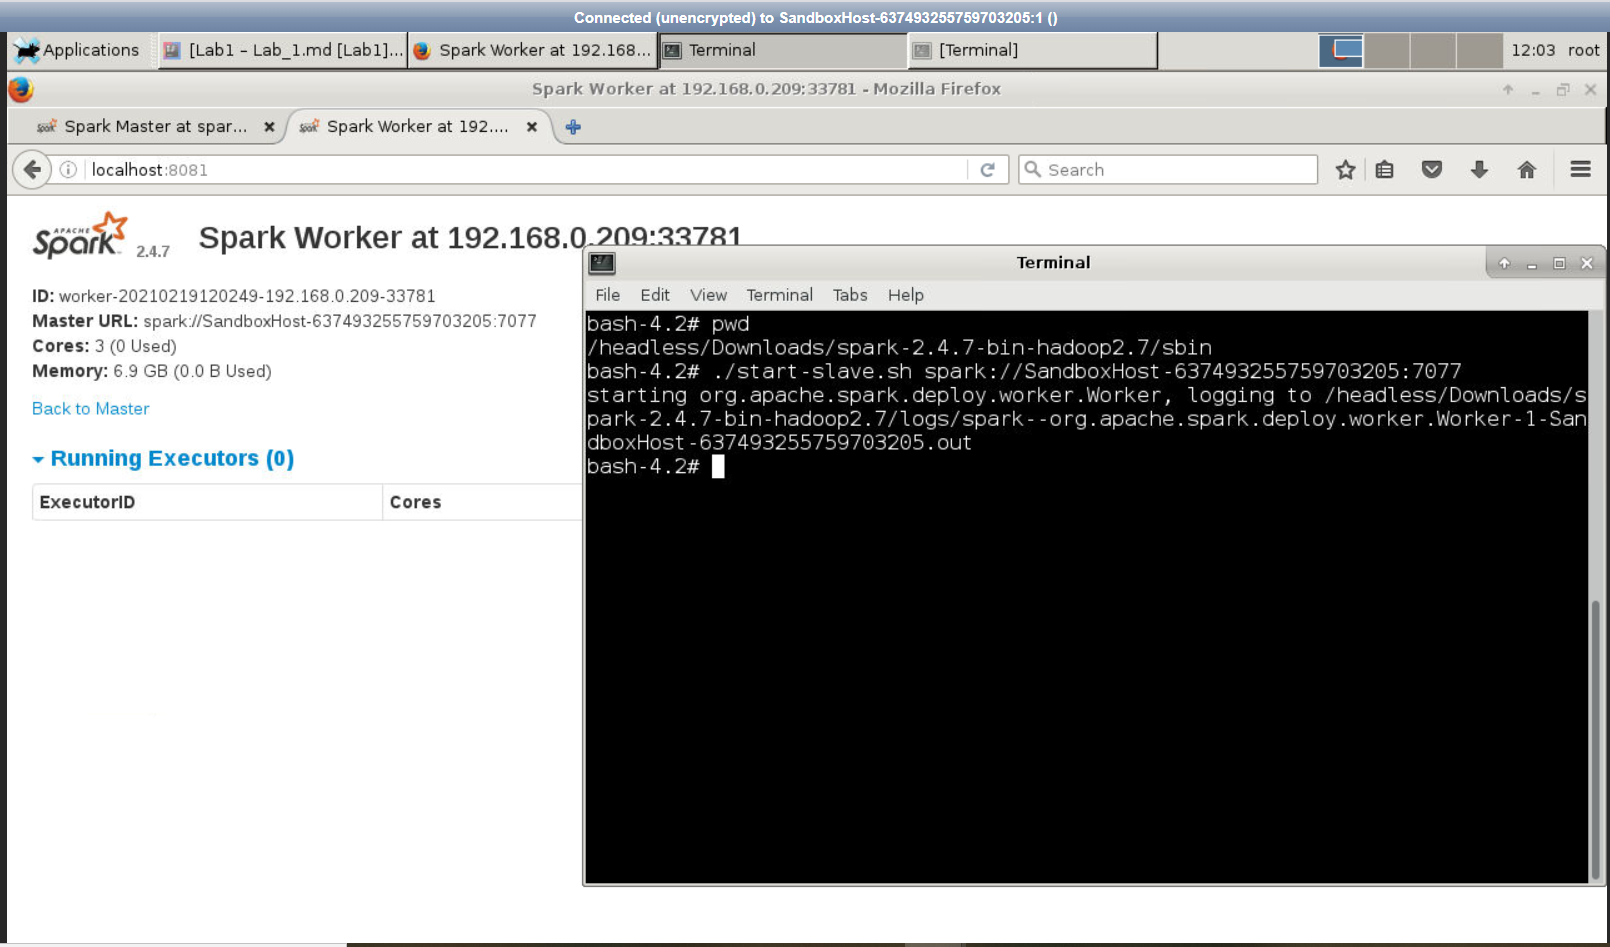 Connected (unencrypted) to SandboxHost-637493255759703205:1 ()
Applications [Lab1 – Lab_1.md [Lab1]... Spark Worker at 192.168... Terminal [Terminal] 12:03 root
Spark Worker at 192.168.0.209:33781 - Mozilla Firefox
Spark Master at spar... Spark Worker at 192....
localhost:8081 Search
APACHE Spark 2.4.7 Spark Worker at 192.168.0.209:33781
ID: worker-20210219120249-192.168.0.209-33781
Master URL: spark://SandboxHost-637493255759703205:7077
Cores: 3 (0 Used)
Memory: 6.9 GB (0.0 B Used)
Back to Master
Running Executors (0)
ExecutorID Cores
Terminal
File Edit View Terminal Tabs Help
bash-4.2# pwd
/headless/Downloads/spark-2.4.7-bin-hadoop2.7/sbin
bash-4.2# ./start-slave.sh spark://SandboxHost-637493255759703205:7077
starting org.apache.spark.deploy.worker.Worker, logging to /headless/Downloads/s
park-2.4.7-bin-hadoop2.7/logs/spark--org.apache.spark.deploy.worker.Worker-1-San
dboxHost-637493255759703205.out
bash-4.2#